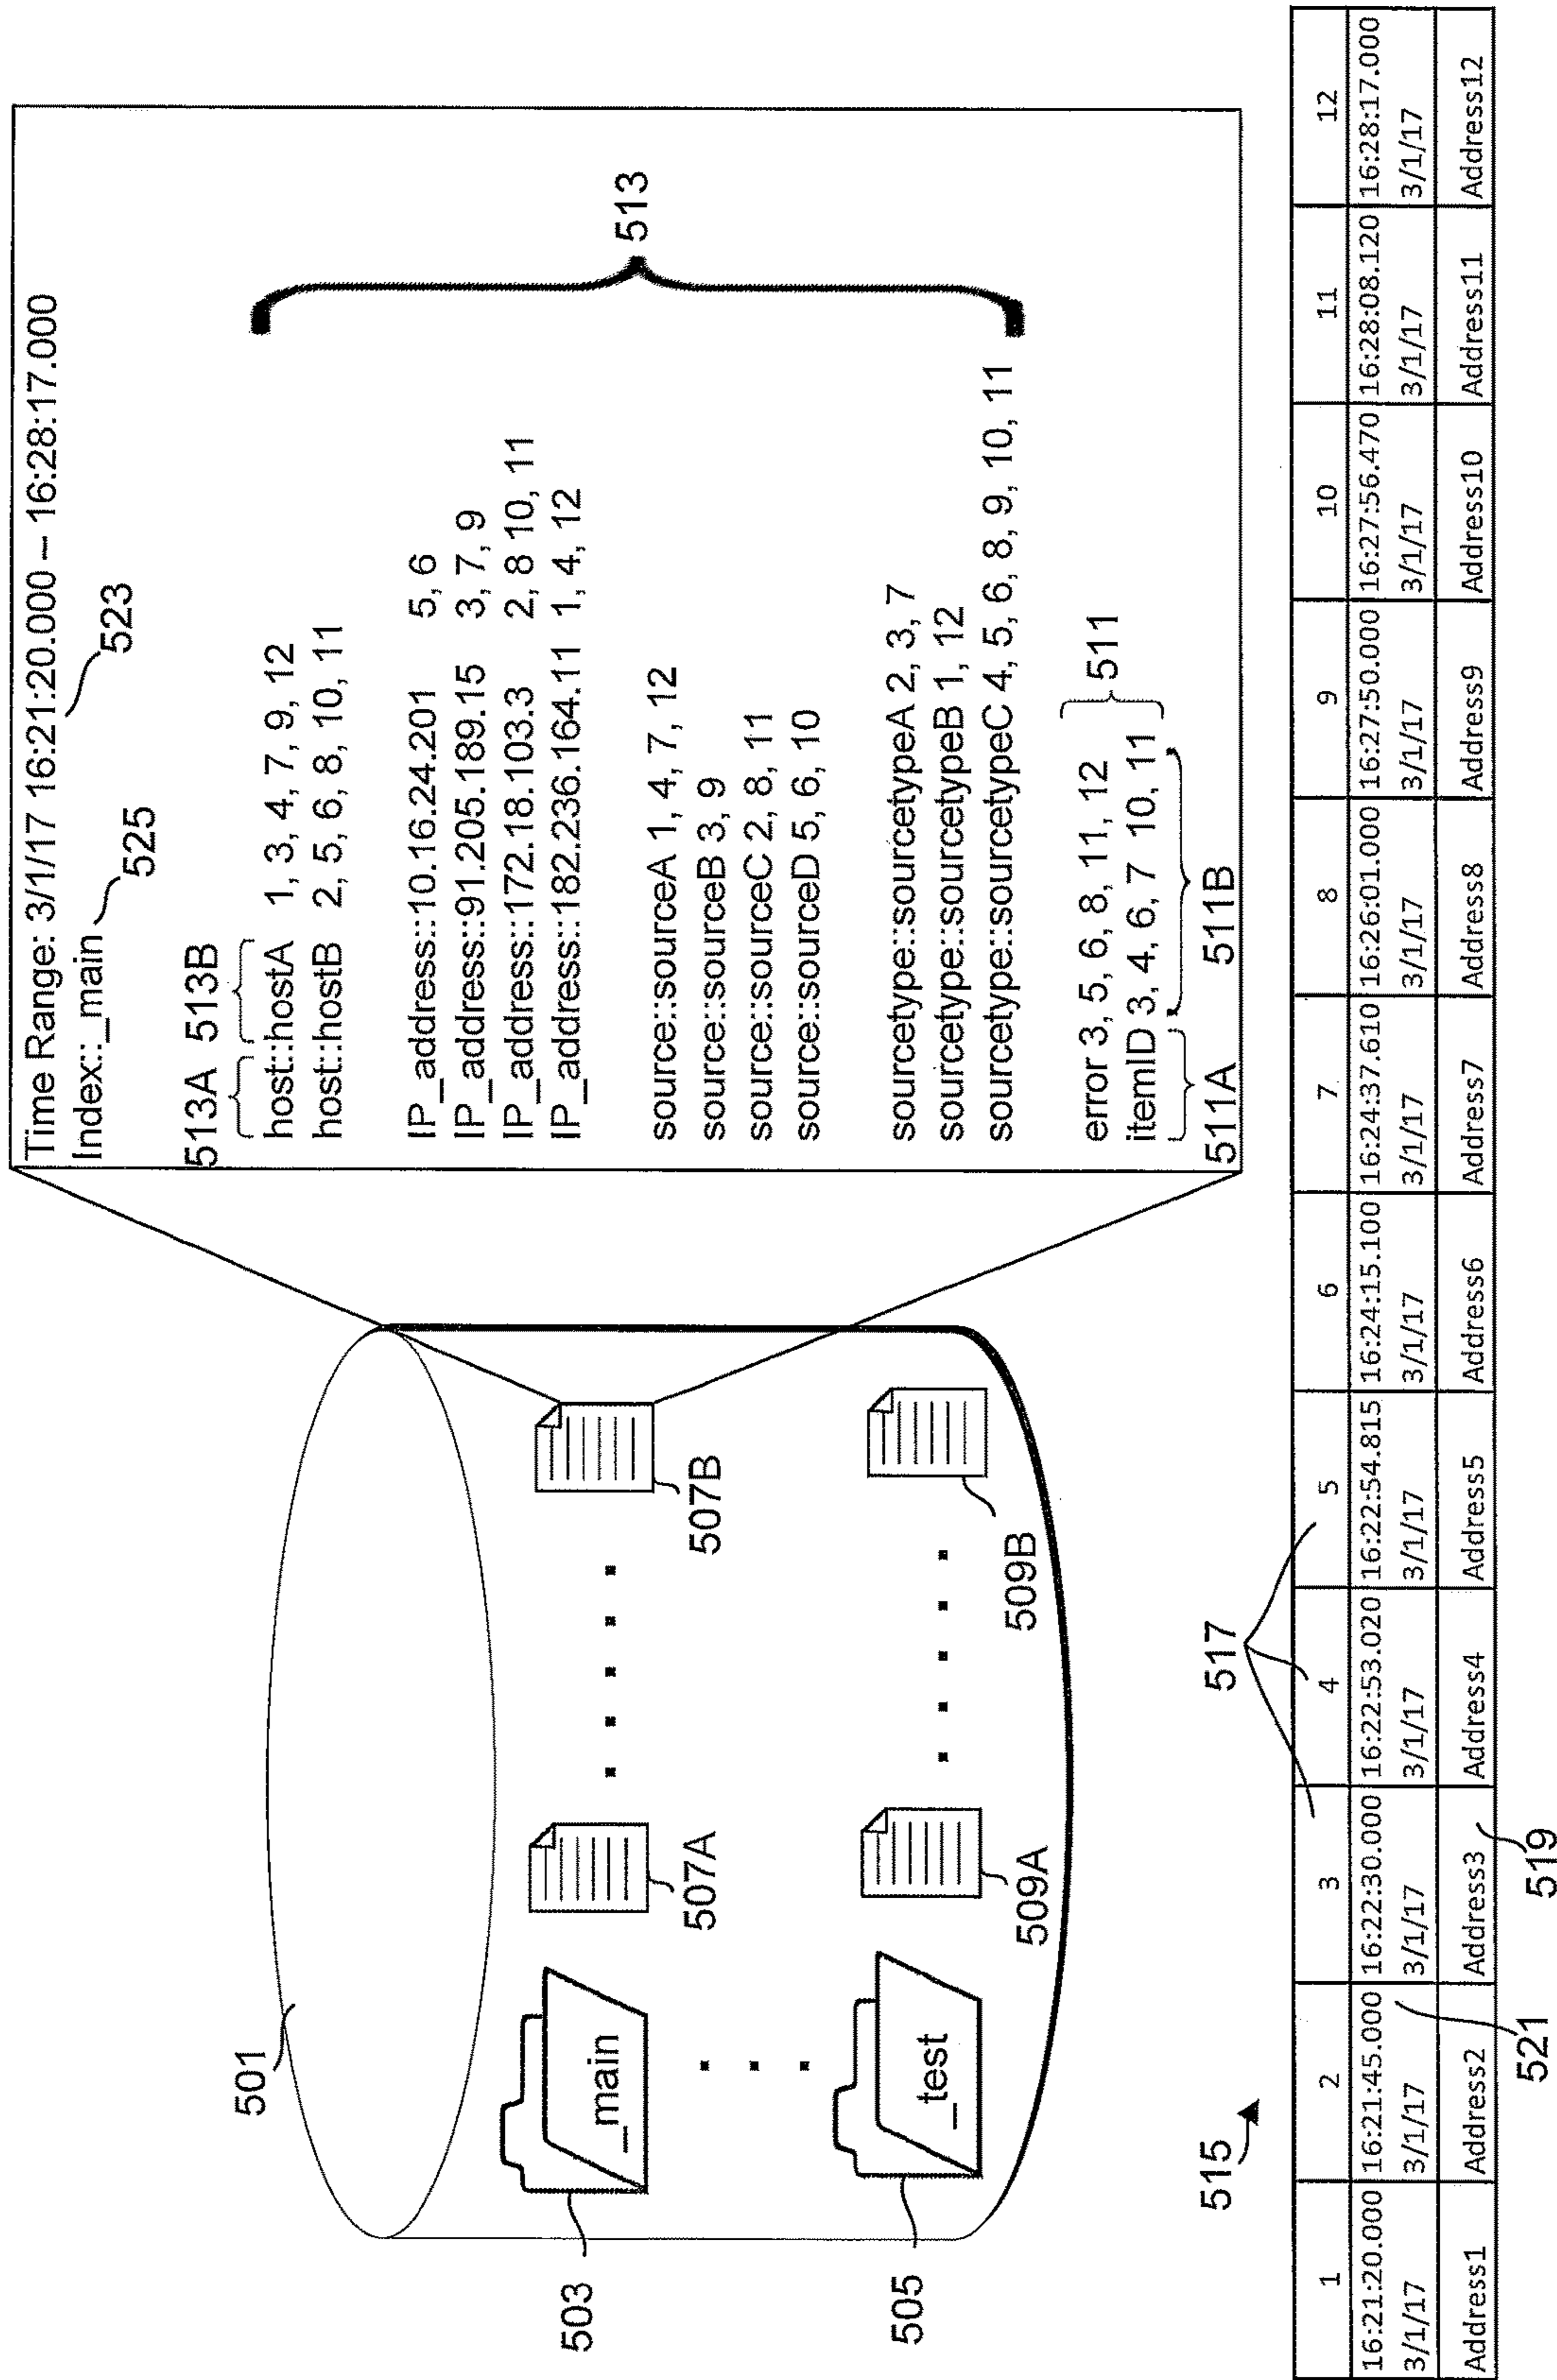 501
503
_main
507A
507B
505
_test
509A
509B
Time Range: 3/1/17 16:21:20.000 – 16:28:17.000
Index::_main
525
523
513A 513B
host::hostA 1, 3, 4, 7, 9, 12
host::hostB 2, 5, 6, 8, 10, 11
IP_address::10.16.24.201 5, 6
IP_address::91.205.189.15 3, 7, 9
IP_address::172.18.103.3 2, 8 10, 11
IP_address::182.236.164.11 1, 4, 12
513
source::sourceA 1, 4, 7, 12
source::sourceB 3, 9
source::sourceC 2, 8, 11
source::sourceD 5, 6, 10
sourcetype::sourcetypeA 2, 3, 7
sourcetype::sourcetypeB 1, 12
sourcetype::sourcetypeC 4, 5, 6, 8, 9, 10, 11
error 3, 5, 6, 8, 11, 12
itemID 3, 4, 6, 7 10, 11
511
511A 511B
515
517
1 2 3 4 5 6 7 8 9 10 11 12
16:21:20.000 16:21:45.000 16:22:30.000 16:22:53.020 16:22:54.815 16:24:15.100 16:24:37.610 16:26:01.000 16:27:50.000 16:27:56.470 16:28:08.120 16:28:17.000
3/1/17 3/1/17 3/1/17 3/1/17 3/1/17 3/1/17 3/1/17 3/1/17 3/1/17 3/1/17 3/1/17 3/1/17
Address1 Address2 Address3 Address4 Address5 Address6 Address7 Address8 Address9 Address10 Address11 Address12
521
519